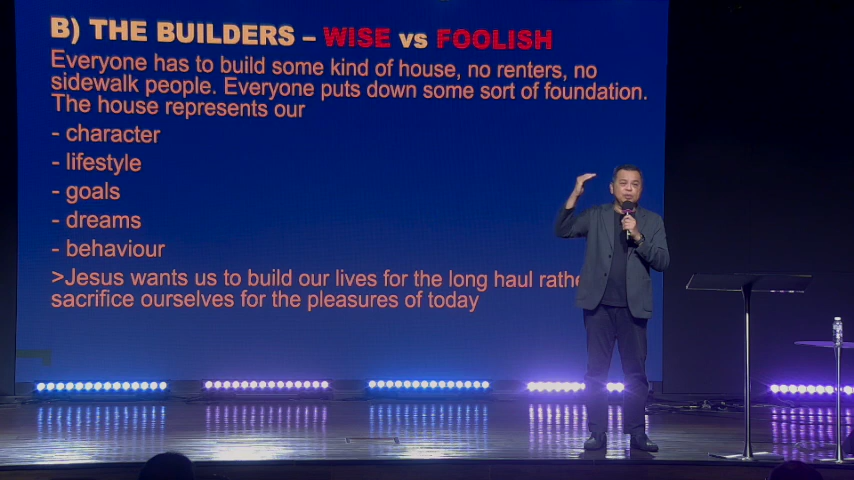 B) THE BUILDERS – WISE vs FOOLISH
Everyone has to build some kind of house, no renters, no
sidewalk people. Everyone puts down some sort of foundation.
The house represents our
- character
- lifestyle
- goals
- dreams
- behaviour
>Jesus wants us to build our lives for the long haul
sacrifice ourselves for the pleasures of today